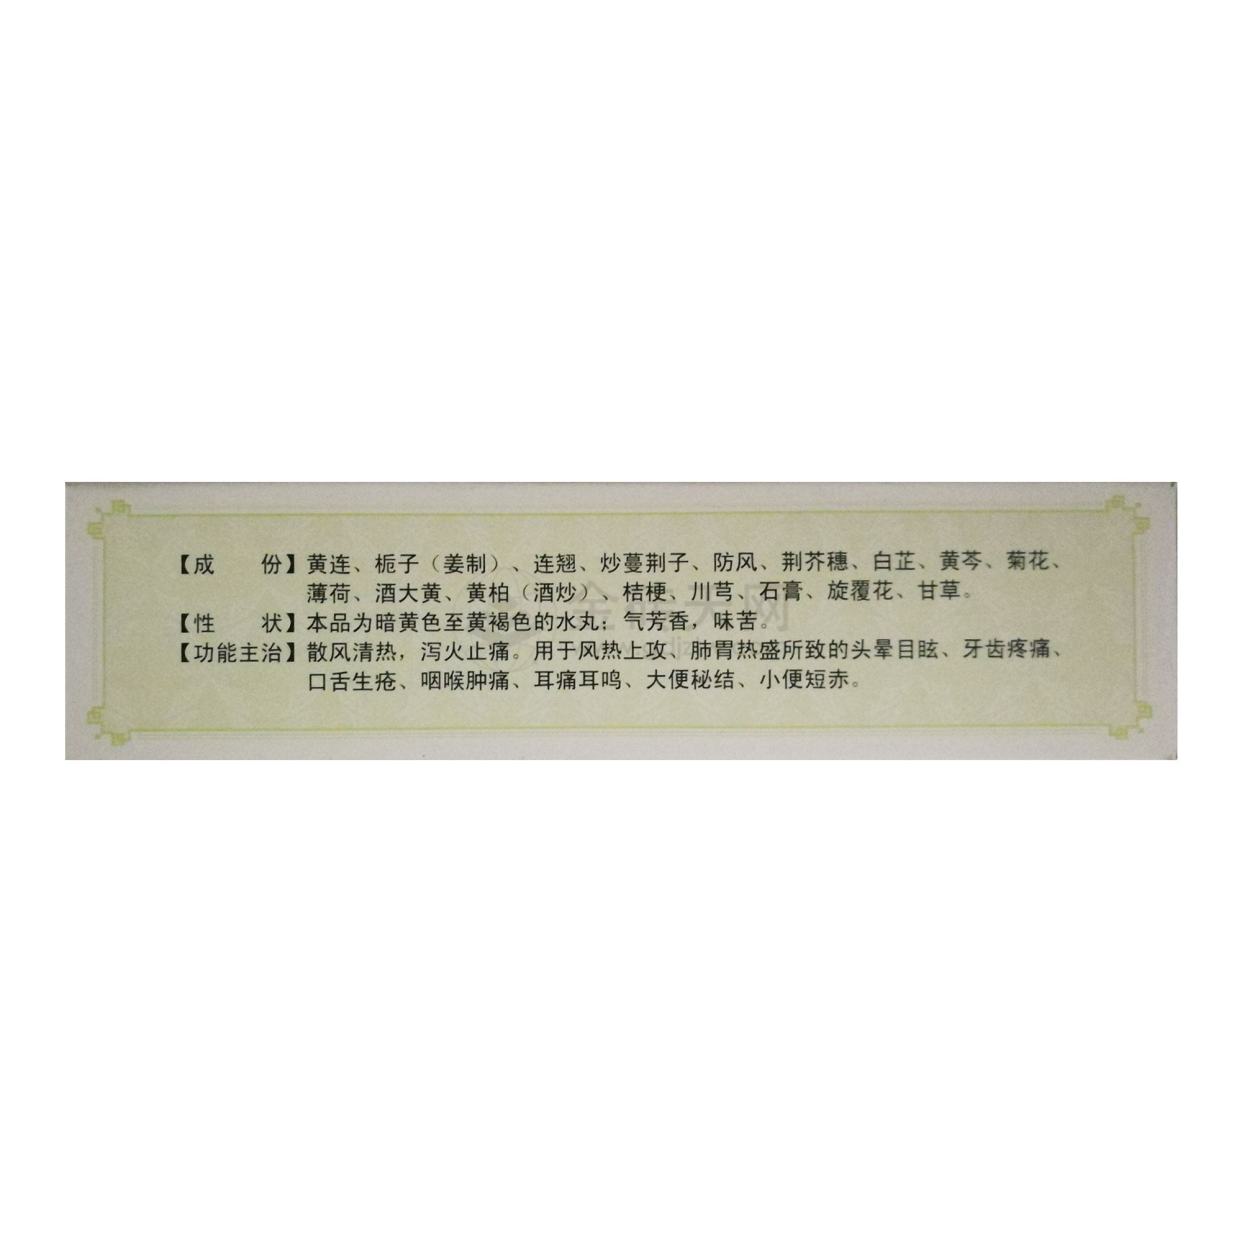 【成　　份】黄连、栀子（姜制）、连翘、炒蔓荆子、防风、荆芥穗、白芷、黄芩、菊花、
薄荷、酒大黄、黄柏（酒炒）、桔梗、川芎、石膏、旋覆花、甘草。
【性　　状】本品为暗黄色至黄褐色的水丸；气芳香，味苦。
【功能主治】散风清热，泻火止痛。用于风热上攻、肺胃热盛所致的头晕目眩、牙齿疼痛、
口舌生疮、咽喉肿痛、耳痛耳鸣、大便秘结、小便短赤。